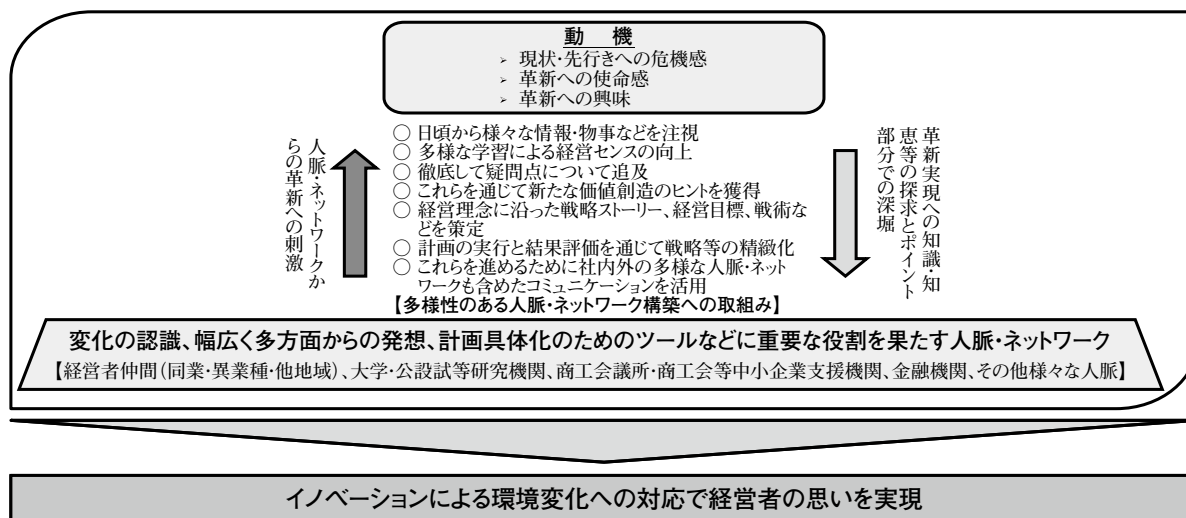 動 機
➢ 現状・先行きへの危機感
➢ 革新への使命感
➢ 革新への興味
人脈・ネットワークか
らの革新への刺激
○ 日頃から様々な情報・物事などを注視
○ 多様な学習による経営センスの向上
○ 徹底して疑問点について追及
○ これらを通じて新たな価値創造のヒントを獲得
○ 経営理念に沿った戦略ストーリー、経営目標、戦術な
どを策定
○ 計画の実行と結果評価を通じて戦略等の精緻化
○ これらを進めるために社内外の多様な人脈・ネット
ワークも含めたコミュニケーションを活用
【多様性のある人脈・ネットワーク構築への取組み】
革新実現への知識・知
恵等の探求とポイント
部分での深堀
変化の認識、幅広く多方面からの発想、計画具体化のためのツールなどに重要な役割を果たす人脈・ネットワーク
【経営者仲間(同業・異業種・他地域)、大学・公設試等研究機関、商工会議所・商工会等中小企業支援機関、金融機関、その他様々な人脈】
イノベーションによる環境変化への対応で経営者の思いを実現